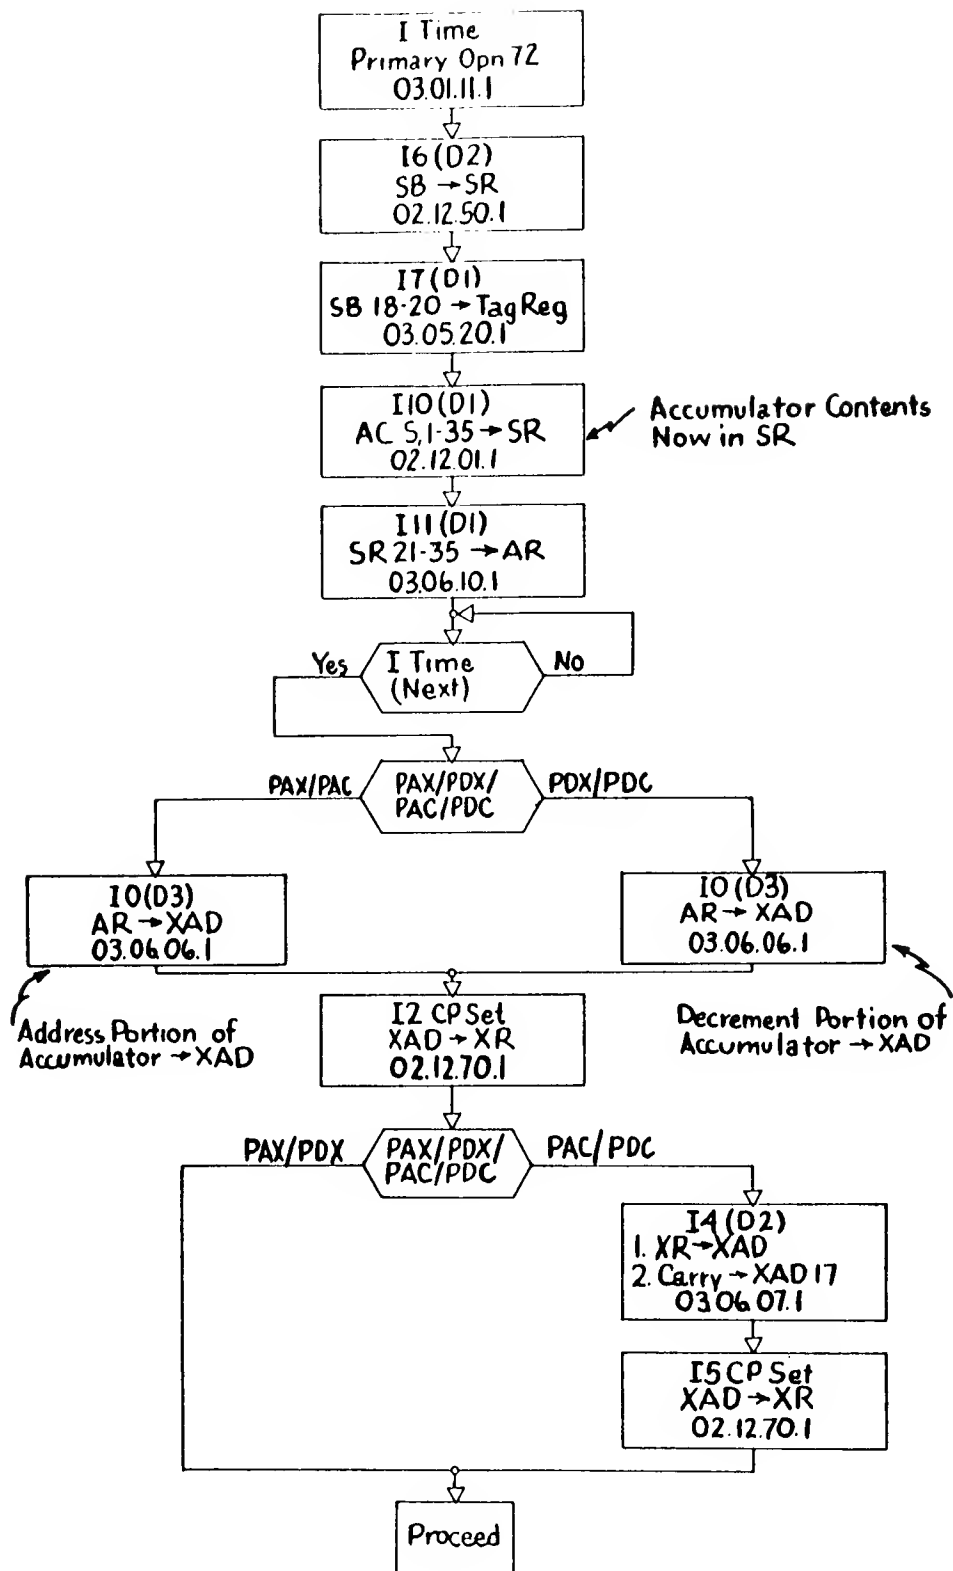 I Time
Primary Opn 72
03.01.11.1
I6 (D2)
SB → SR
02.12.50.1
I7 (D1)
SB 18-20 → Tag Reg
03.05.20.1
I10 (D1)
AC S,1-35 → SR
02.12.01.1
Accumulator Contents
Now in SR
I11 (D1)
SR 21-35 → AR
03.06.10.1
Yes
I Time
(Next)
No
PAX/PAC
PAX/PDX/
PAC/PDC
PDX/PDC
I0 (D3)
AR → XAD
03.06.06.1
I0 (D3)
AR → XAD
03.06.06.1
Address Portion of
Accumulator → XAD
I2 CP Set
XAD → XR
02.12.70.1
Decrement Portion of
Accumulator → XAD
PAX/PDX
PAX/PDX/
PAC/PDC
PAC/PDC
I4 (D2)
1. XR → XAD
2. Carry → XAD 17
03.06.07.1
I5 CP Set
XAD → XR
02.12.70.1
Proceed